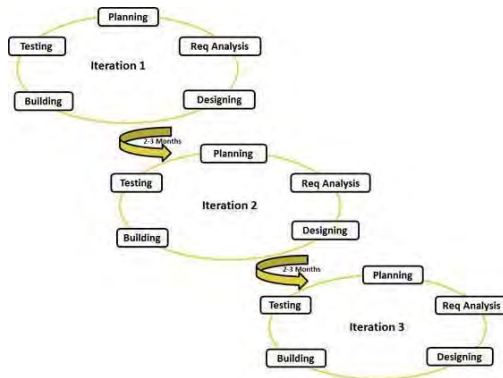 Planning
Testing
Req Analysis
Iteration 1
Building
Designing
2-3 Months
Planning
Testing
Req Analysis
Iteration 2
Building
Designing
2-3 Months
Planning
Testing
Req Analysis
Iteration 3
Building
Designing